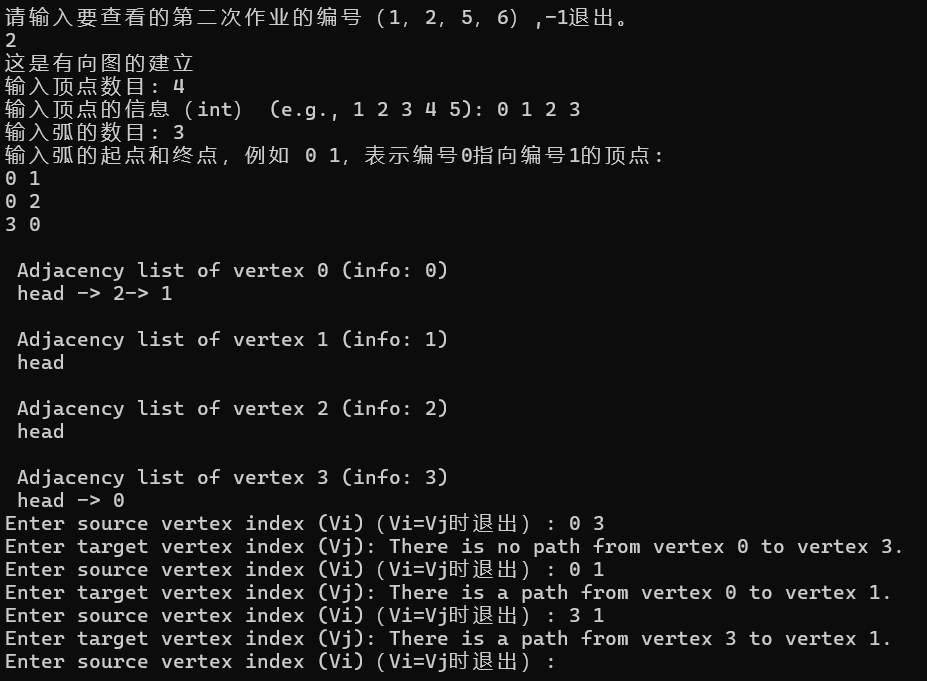 请输入要查看的第二次作业的编号（1，2，5，6）,-1退出。
2
这是有向图的建立
输入顶点数目：4
输入顶点的信息（int） (e.g., 1 2 3 4 5): 0 1 2 3
输入弧的数目：3
输入弧的起点和终点，例如 0 1，表示编号0指向编号1的顶点：
0 1
0 2
3 0
Adjacency list of vertex 0 (info: 0)
head -> 2-> 1
Adjacency list of vertex 1 (info: 1)
head
Adjacency list of vertex 2 (info: 2)
head
Adjacency list of vertex 3 (info: 3)
head -> 0
Enter source vertex index (Vi)（Vi=Vj时退出）: 0 3
Enter target vertex index (Vj): There is no path from vertex 0 to vertex 3.
Enter source vertex index (Vi)（Vi=Vj时退出）: 0 1
Enter target vertex index (Vj): There is a path from vertex 0 to vertex 1.
Enter source vertex index (Vi)（Vi=Vj时退出）: 3 1
Enter target vertex index (Vj): There is a path from vertex 3 to vertex 1.
Enter source vertex index (Vi)（Vi=Vj时退出）: